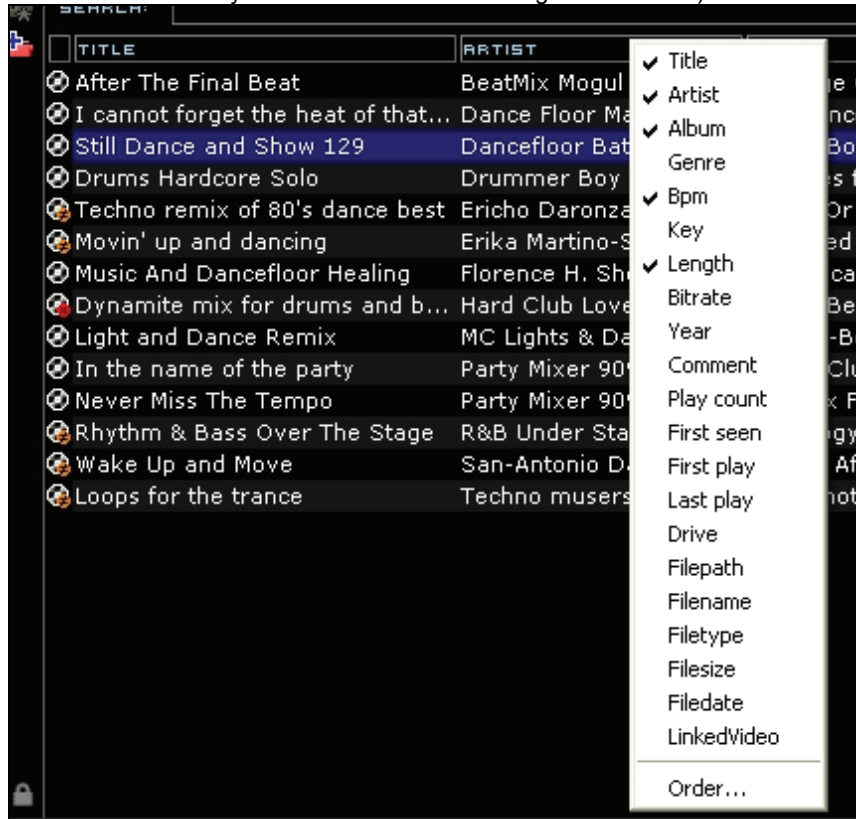 SEARCH:
TITLE ARTIST
After The Final Beat BeatMix Mogul
I cannot forget the heat of that... Dance Floor Ma
Still Dance and Show 129 Dancefloor Bat
Drums Hardcore Solo Drummer Boy
Techno remix of 80's dance best Ericho Daronza
Movin' up and dancing Erika Martino-S
Music And Dancefloor Healing Florence H. Sh
Dynamite mix for drums and b... Hard Club Love
Light and Dance Remix MC Lights & Da
In the name of the party Party Mixer 90'
Never Miss The Tempo Party Mixer 90'
Rhythm & Bass Over The Stage R&B Under Sta
Wake Up and Move San-Antonio D
Loops for the trance Techno musers
Title
Artist
Album
Genre
Bpm
Key
Length
Bitrate
Year
Comment
Play count
First seen
First play
Last play
Drive
Filepath
Filename
Filetype
Filesize
Filedate
LinkedVideo
Order...